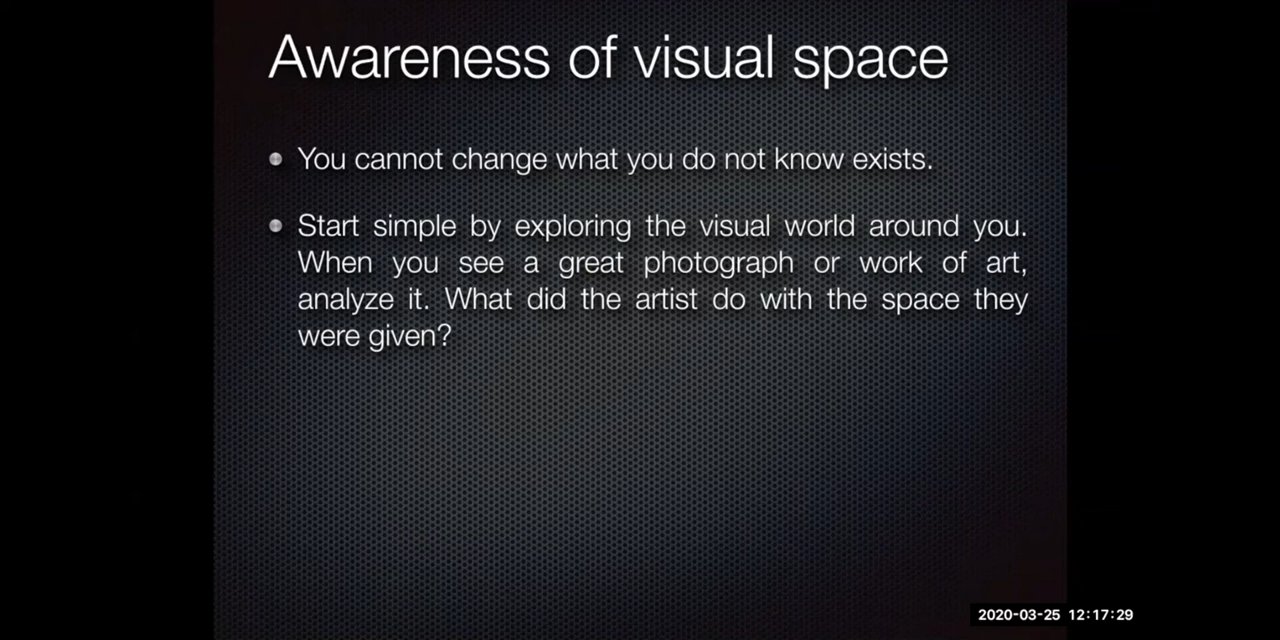 Awareness of visual space
You cannot change what you do not know exists.
Start simple by exploring the visual world around you.
When you see a great photograph or work of art,
analyze it. What did the artist do with the space they
were given?
2020-03-25 12:17:29